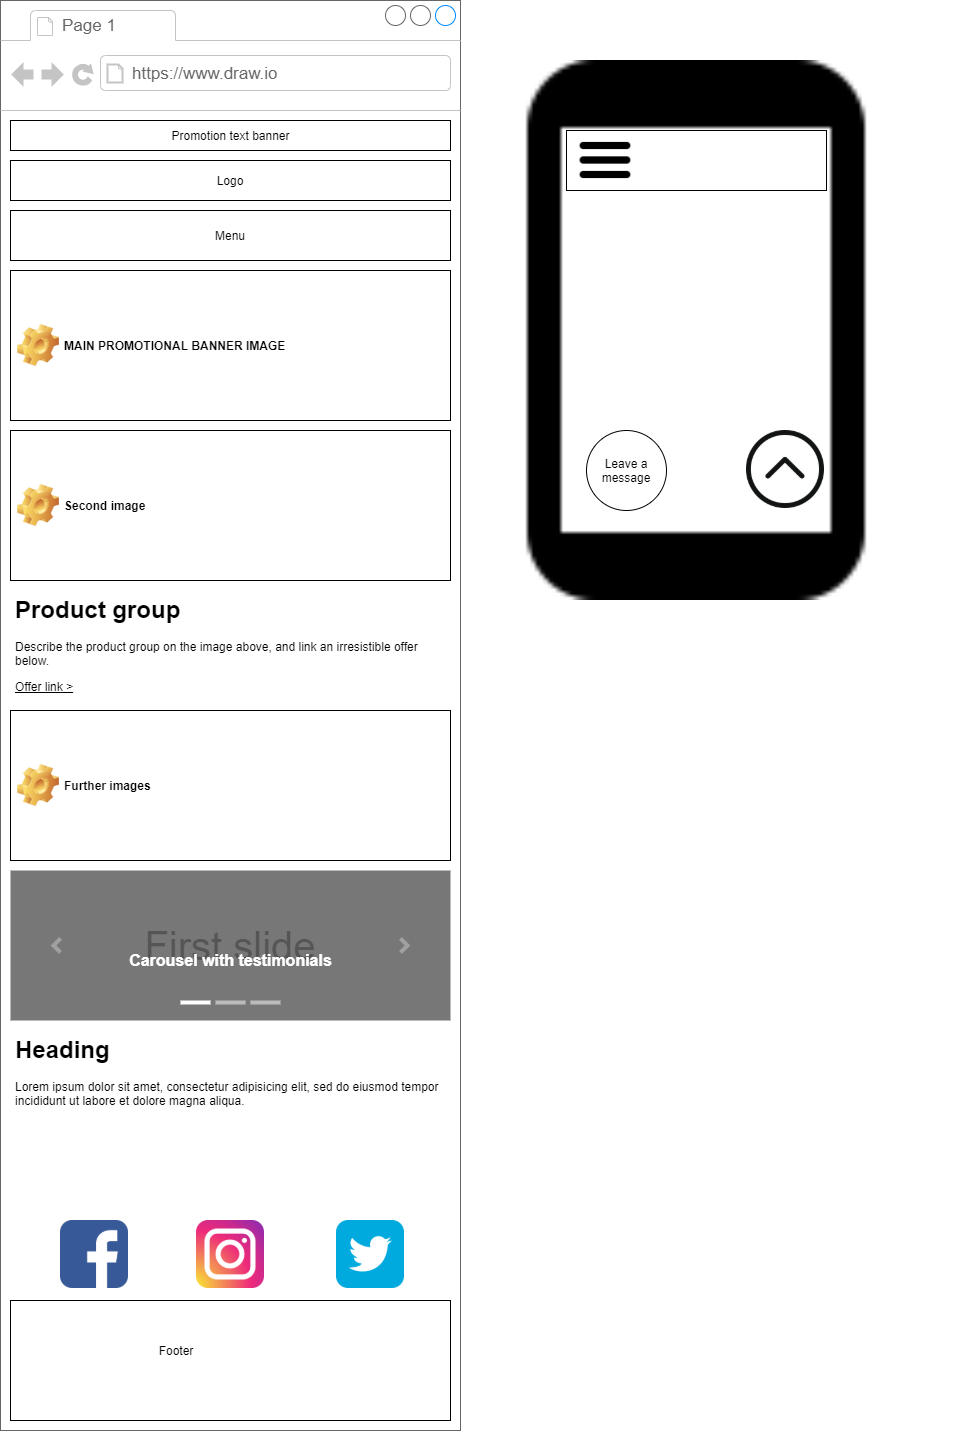 Page 1
https://www.draw.io
Promotion text banner
Logo
Menu
MAIN PROMOTIONAL BANNER IMAGE
Second image
Product group
Describe the product group on the image above, and link an irresistible offer
below.
Offer link >
Further images
First slide
Carousel with testimonials
Heading
Lorem ipsum dolor sit amet, consectetur adipisicing elit, sed do eiusmod tempor
incididunt ut labore et dolore magna aliqua.
Footer
Leave a
message